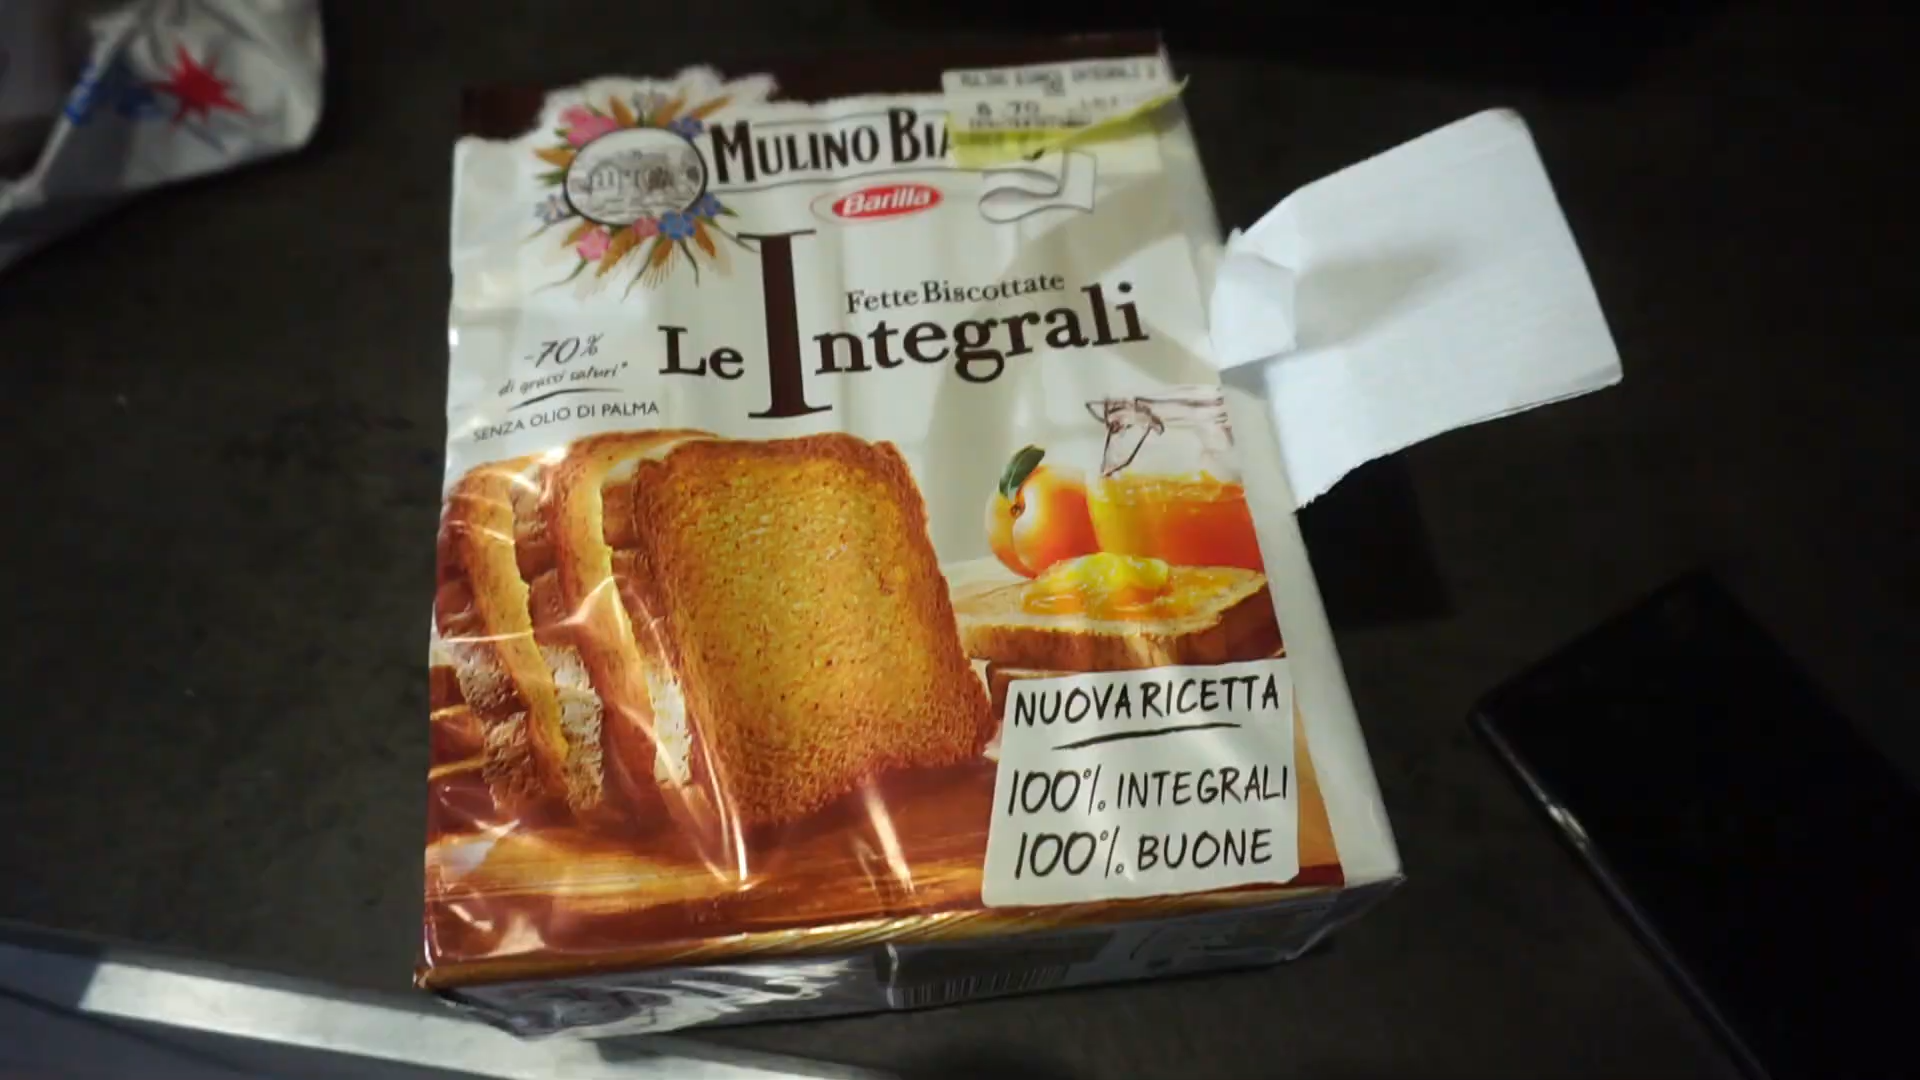 MULINO BIANCO
Barilla
Fette Biscottate
Le Integrali
-70%
di grassi saturi*
SENZA OLIO DI PALMA
NUOVA RICETTA
100% INTEGRALI
100% BUONE